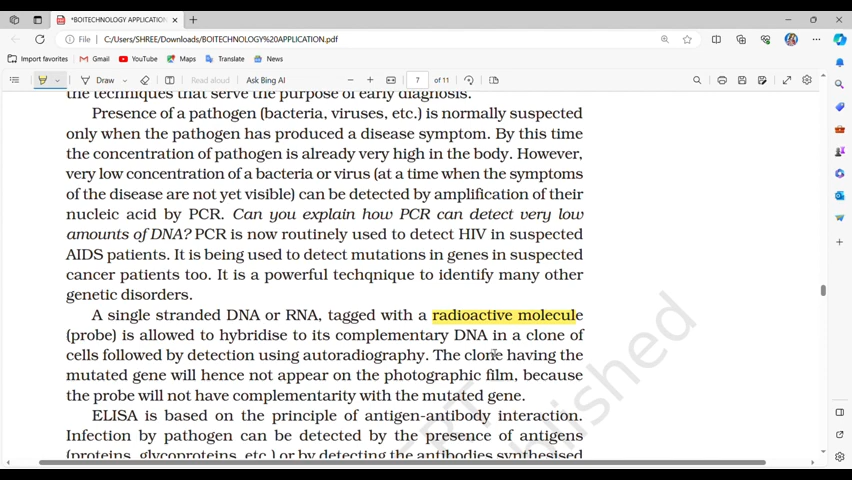 *BOITECHNOLOGY APPLICATION.
File C:/Users/SHREE/Downloads/BOITECHNOLOGY%20APPLICATION.pdf
Import favorites Gmail YouTube Maps Translate News
Draw Read aloud Ask Bing AI 7 of 11
the techniques that serve the purpose of early diagnosis.
Presence of a pathogen (bacteria, viruses, etc.) is normally suspected
only when the pathogen has produced a disease symptom. By this time
the concentration of pathogen is already very high in the body. However,
very low concentration of a bacteria or virus (at a time when the symptoms
of the disease are not yet visible) can be detected by amplification of their
nucleic acid by PCR. Can you explain how PCR can detect very low
amounts of DNA? PCR is now routinely used to detect HIV in suspected
AIDS patients. It is being used to detect mutations in genes in suspected
cancer patients too. It is a powerful techqnique to identify many other
genetic disorders.
A single stranded DNA or RNA, tagged with a radioactive molecule
(probe) is allowed to hybridise to its complementary DNA in a clone of
cells followed by detection using autoradiography. The clone having the
mutated gene will hence not appear on the photographic film, because
the probe will not have complementarity with the mutated gene.
ELISA is based on the principle of antigen-antibody interaction.
Infection by pathogen can be detected by the presence of antigens
(proteins, glycoproteins, etc.) or by detecting the antibodies synthesised